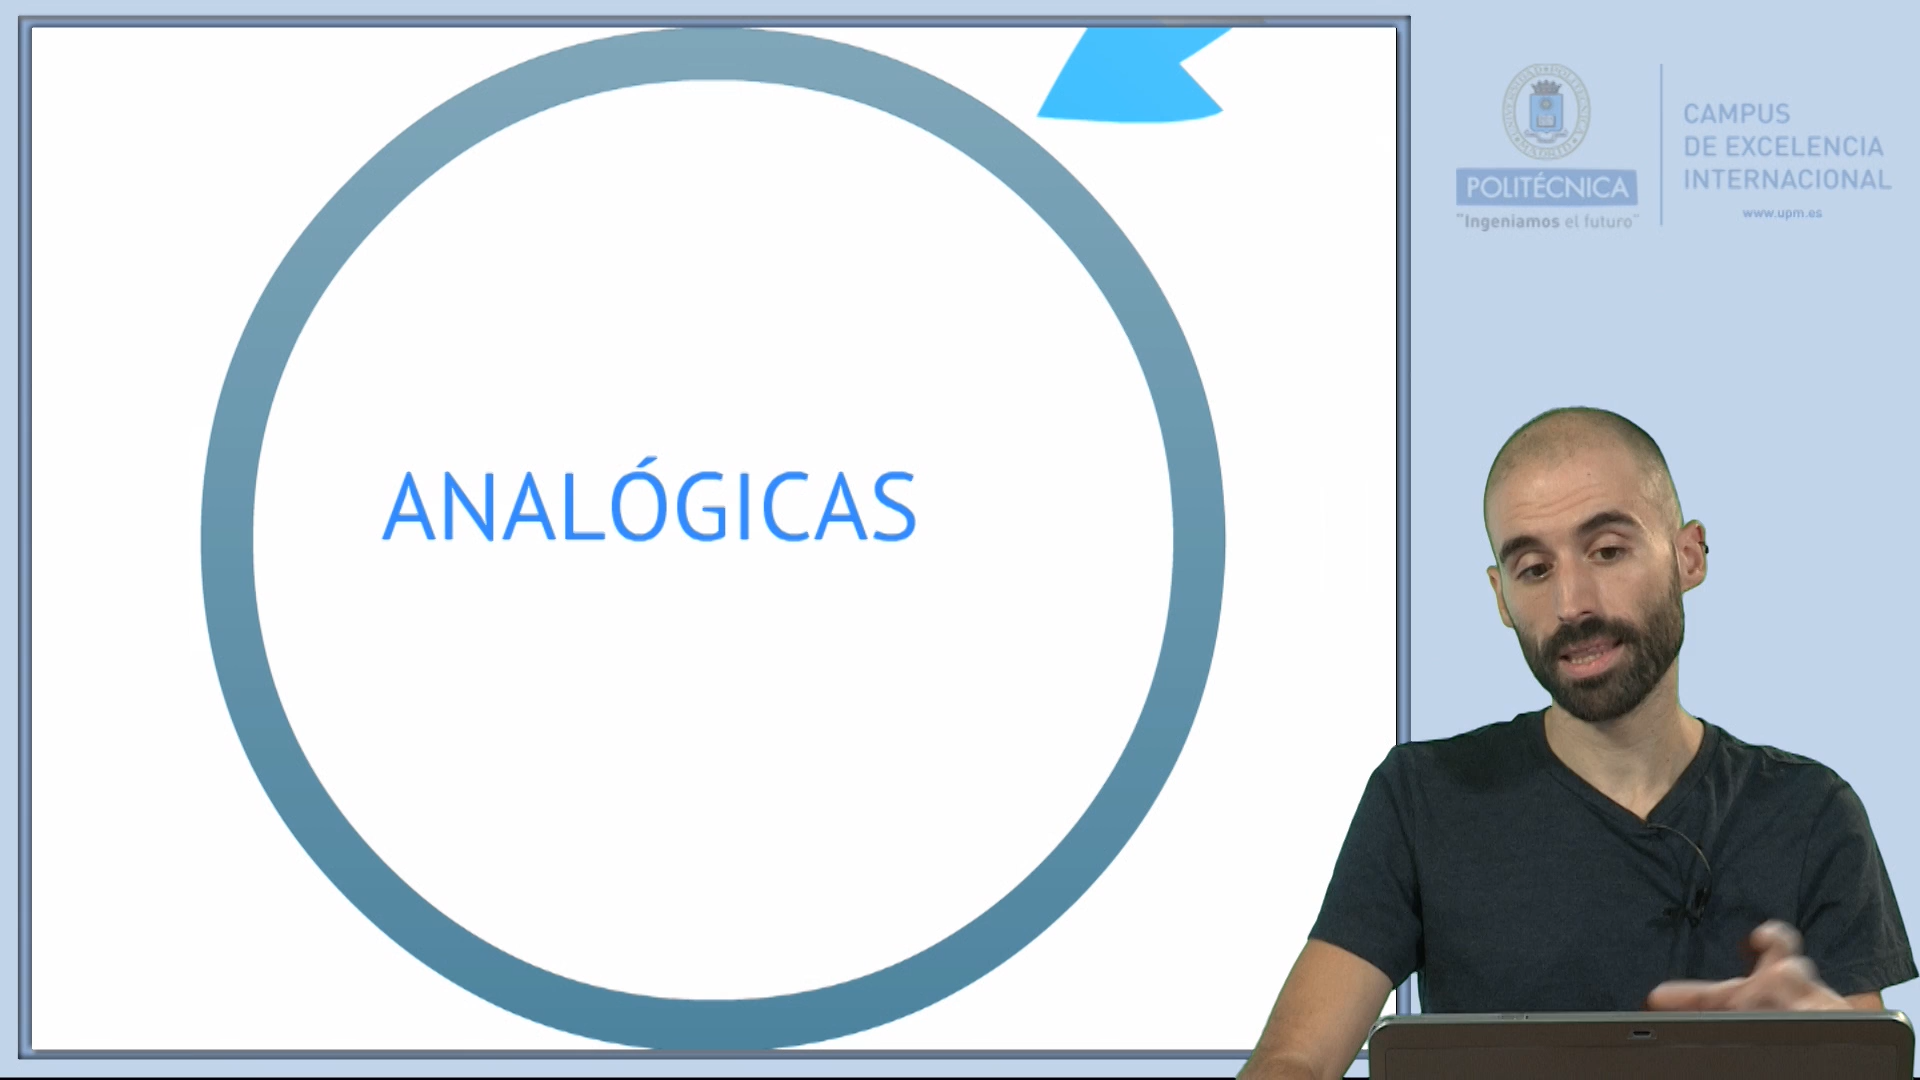 ANALÓGICAS
POLITÉCNICA
"Ingeniamos el futuro"
CAMPUS
DE EXCELENCIA
INTERNACIONAL
www.upm.es